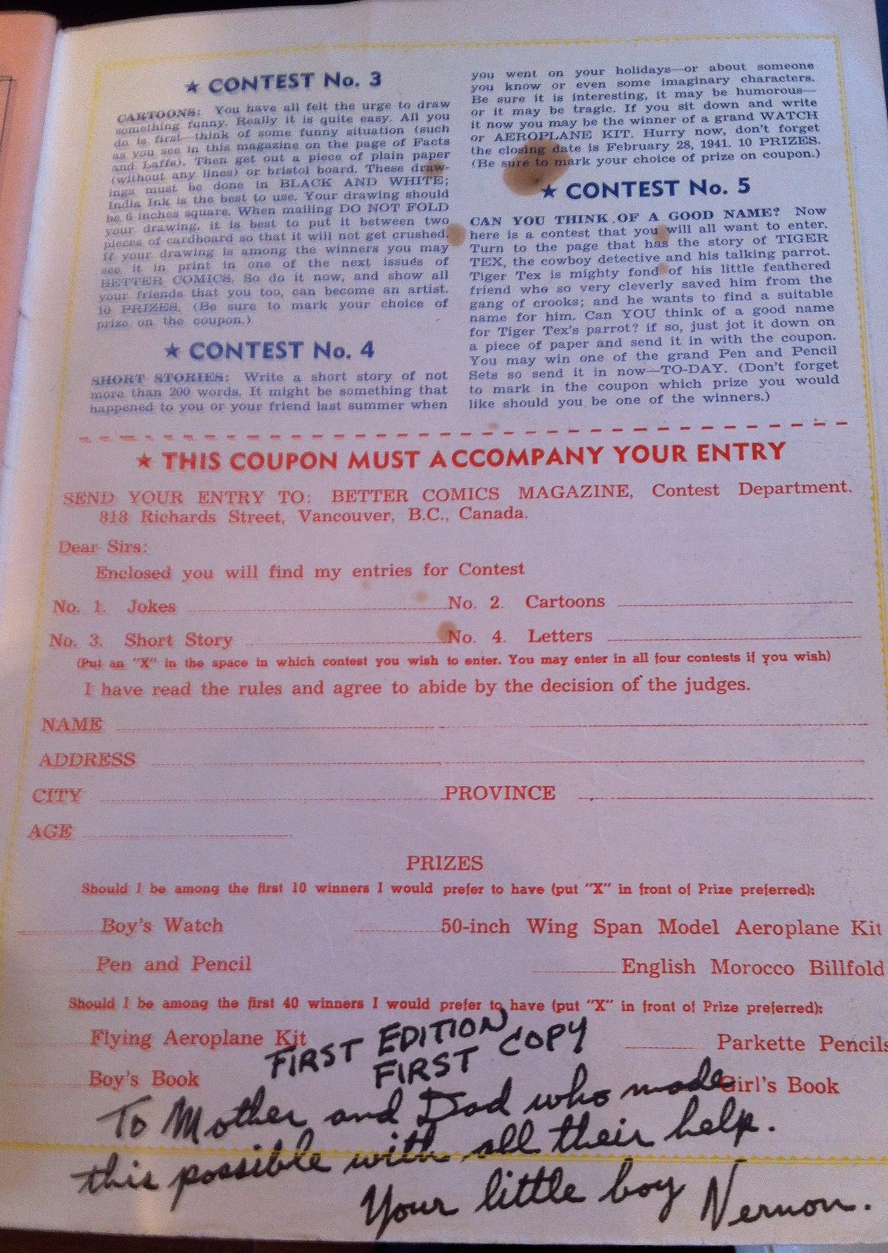 ★ CONTEST No. 3
CARTOONS: You have all felt the urge to draw
something funny. Really it is quite easy. All you
do is first—think of some funny situation (such
as you see in this magazine on the page of Facts
and Laffs). Then get out a piece of plain paper
(without any lines) or bristol board. These draw-
ings must be done in BLACK AND WHITE;
India Ink is the best to use. Your drawing should
be 6 inches square. When mailing DO NOT FOLD
your drawing, it is best to put it between two
pieces of cardboard so that it will not get crushed.
If your drawing is among the winners you may
see it in print in one of the next issues of
BETTER COMICS. So do it now, and show all
your friends that you too, can become an artist.
10 PRIZES. (Be sure to mark your choice of
prize on the coupon.)
★ CONTEST No. 4
SHORT STORIES: Write a short story of not
more than 200 words. It might be something that
happened to you or your friend last summer when
you went on your holidays—or about someone
you know or even some imaginary characters.
Be sure it is interesting, it may be humorous—
or it may be tragic. If you sit down and write
it now you may be the winner of a grand WATCH
or AEROPLANE KIT. Hurry now, don't forget
the closing date is February 28, 1941. 10 PRIZES.
(Be sure to mark your choice of prize on coupon.)
★ CONTEST No. 5
CAN YOU THINK OF A GOOD NAME? Now
here is a contest that you will all want to enter.
Turn to the page that has the story of TIGER
TEX, the cowboy detective and his talking parrot.
Tiger Tex is mighty fond of his little feathered
friend who so very cleverly saved him from the
gang of crooks; and he wants to find a suitable
name for him. Can YOU think of a good name
for Tiger Tex's parrot? if so, just jot it down on
a piece of paper and send it in with the coupon.
You may win one of the grand Pen and Pencil
Sets so send it in now—TO-DAY. (Don't forget
to mark in the coupon which prize you would
like should you be one of the winners.)
★ THIS COUPON MUST ACCOMPANY YOUR ENTRY
SEND YOUR ENTRY TO: BETTER COMICS MAGAZINE, Contest Department.
813 Richards Street, Vancouver, B.C., Canada.
Dear Sirs:
Enclosed you will find my entries for Contest
No. 1. Jokes No. 2. Cartoons
No. 3. Short Story No. 4. Letters
(Put an "X" in the space in which contest you wish to enter. You may enter in all four contests if you wish)
I have read the rules and agree to abide by the decision of the judges.
NAME
ADDRESS
CITY PROVINCE
AGE
PRIZES
Should I be among the first 10 winners I would prefer to have (put "X" in front of Prize preferred):
Boy's Watch 50-inch Wing Span Model Aeroplane Kit
Pen and Pencil English Morocco Billfold
Should I be among the first 40 winners I would prefer to have (put "X" in front of Prize preferred):
Flying Aeroplane Kit Parkette Pencils
Boy's Book Girl's Book
FIRST EDITION
FIRST COPY
To Mother and Dad who made
this possible with all their help.
Your little boy Vernon.